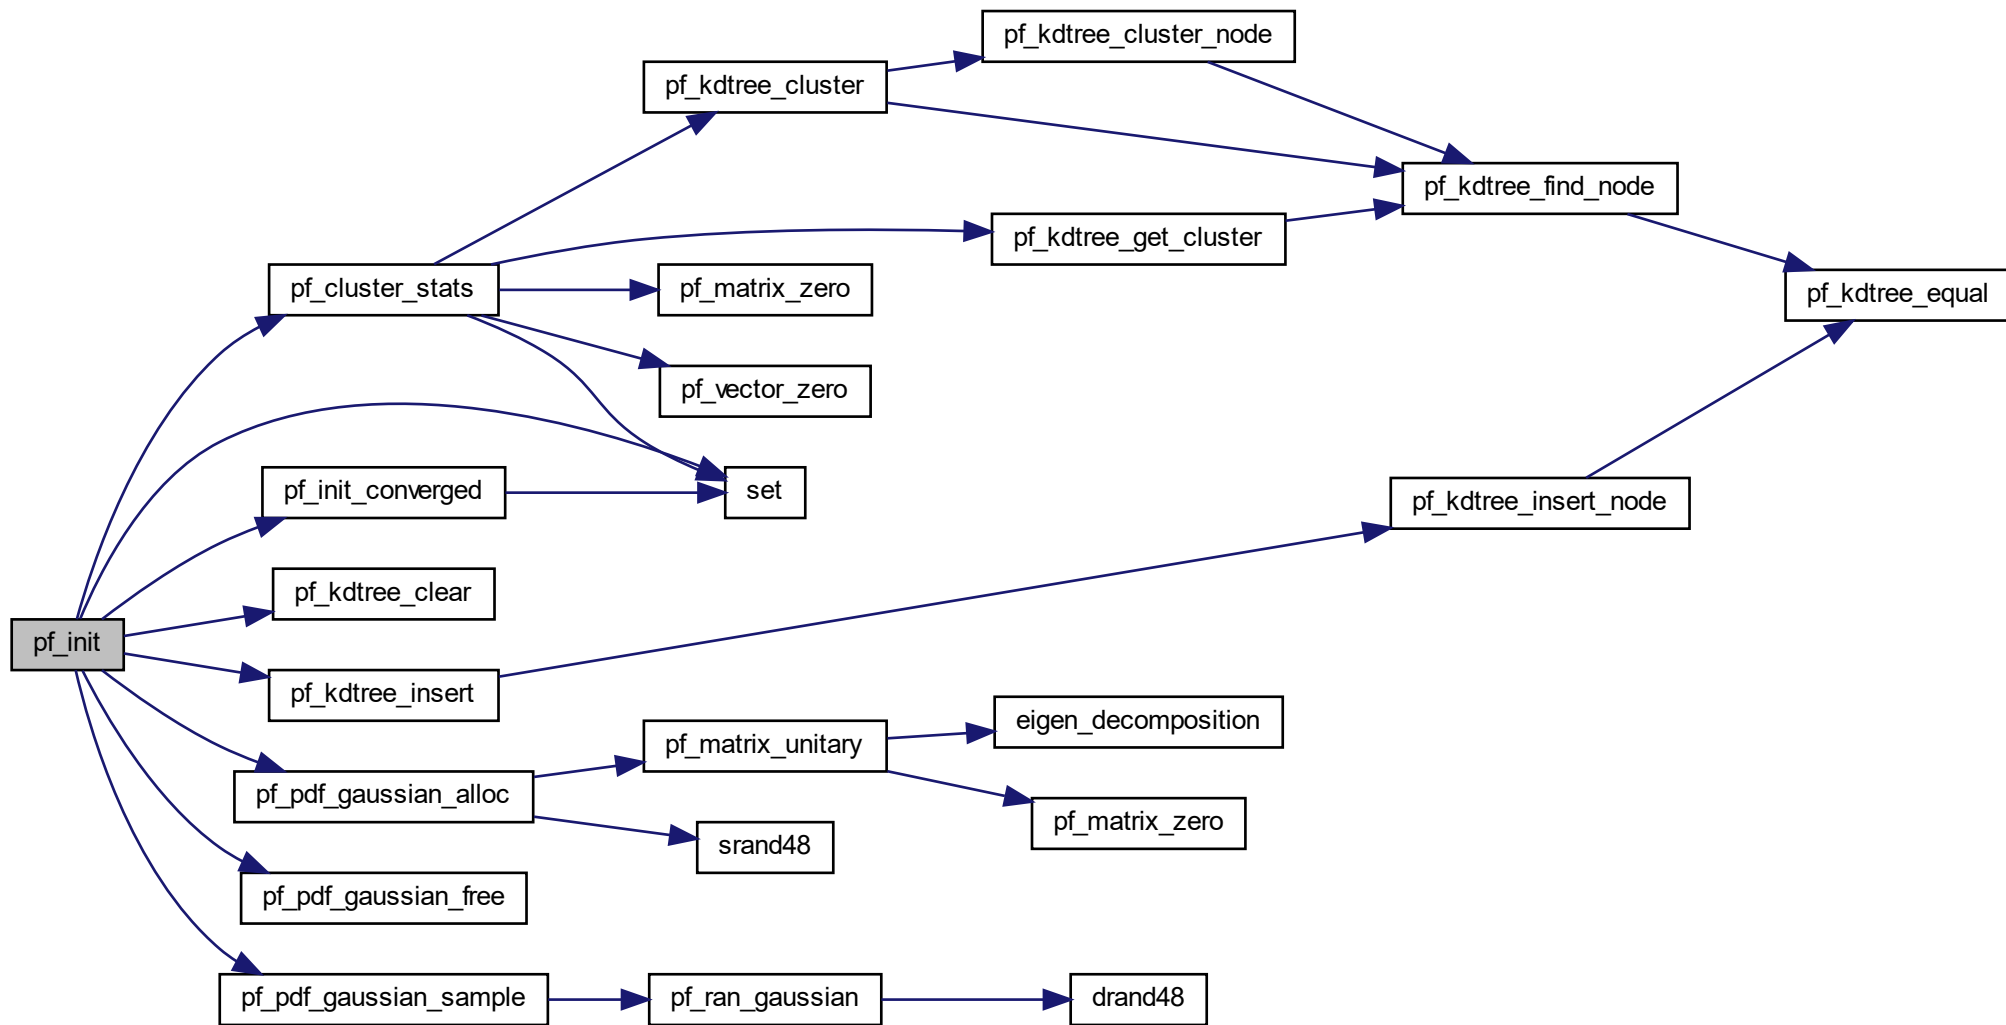 pf_kdtree_cluster_node
pf_kdtree_cluster
pf_kdtree_find_node
pf_kdtree_get_cluster
pf_cluster_stats
pf_matrix_zero
pf_kdtree_equal
pf_vector_zero
pf_init_converged
set
pf_kdtree_insert_node
pf_kdtree_clear
pf_init
pf_kdtree_insert
pf_matrix_unitary
eigen_decomposition
pf_pdf_gaussian_alloc
pf_matrix_zero
srand48
pf_pdf_gaussian_free
pf_pdf_gaussian_sample
pf_ran_gaussian
drand48